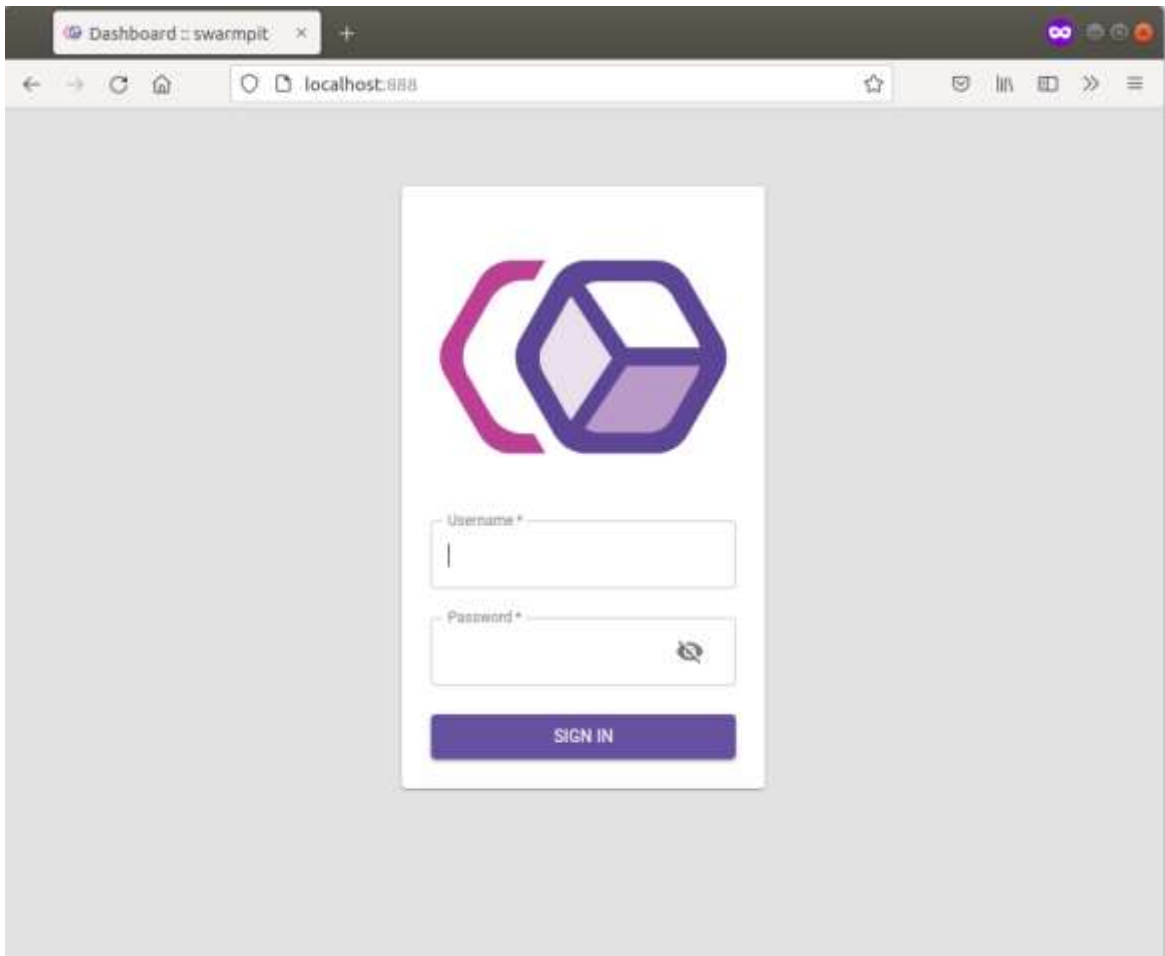 Dashboard :: swarmpit
localhost:888
Username *
Password *
SIGN IN